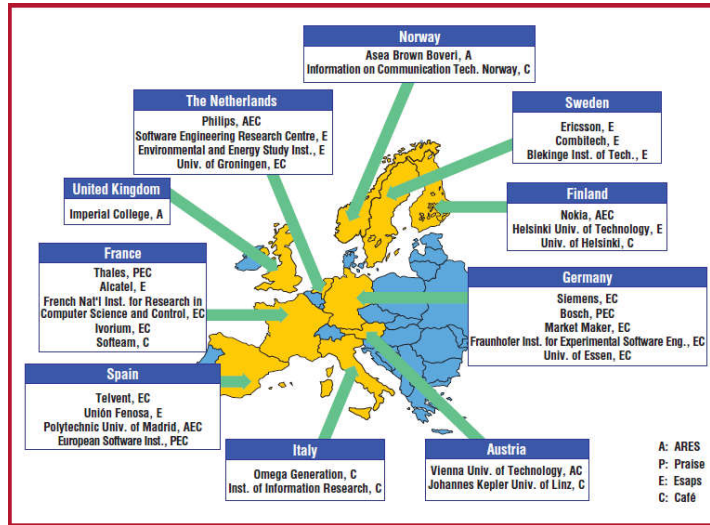 Norway
Asea Brown Boveri, A
Information on Communication Tech. Norway, C
The Netherlands
Philips, AEC
Software Engineering Research Centre, E
Environmental and Energy Study Inst., E
Univ. of Groningen, EC
Sweden
Ericsson, E
Combitech, E
Blekinge Inst. of Tech., E
United Kingdom
Imperial College, A
Finland
Nokia, AEC
Helsinki Univ. of Technology, E
Univ. of Helsinki, C
France
Thales, PEC
Alcatel, E
French Nat'l Inst. for Research in
Computer Science and Control, EC
Ivorium, EC
Softeam, C
Germany
Siemens, EC
Bosch, PEC
Market Maker, EC
Fraunhofer Inst. for Experimental Software Eng., EC
Univ. of Essen, EC
Spain
Telvent, EC
Unión Fenosa, E
Polytechnic Univ. of Madrid, AEC
European Software Inst., PEC
Italy
Omega Generation, C
Inst. of Information Research, C
Austria
Vienna Univ. of Technology, AC
Johannes Kepler Univ. of Linz, C
A: ARES
P: Praise
E: Esaps
C: Café